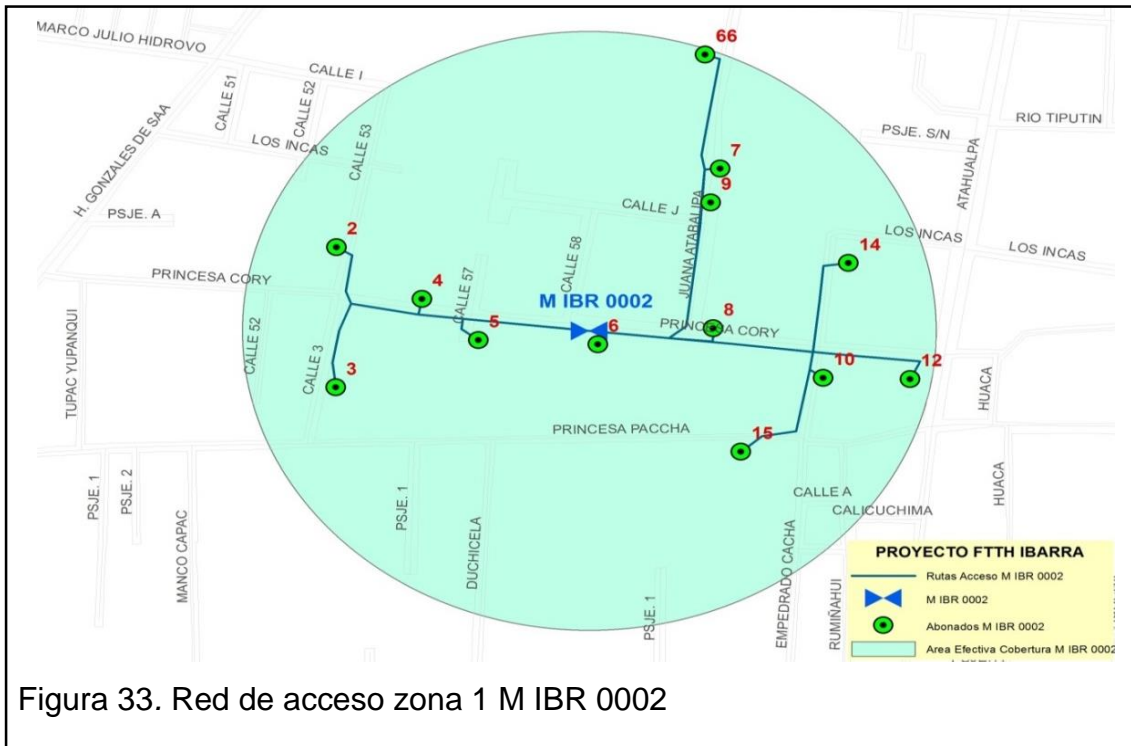 MARCO JULIO HIDROVO
CALLE I
CALLE 51
CALLE 52
CALLE 53
LOS INCAS
H. GONZALES DE SAA
PSJE. A
66
RIO TIPUTIN
PSJE. S/N
ATAHUALPA
7
9
CALLE J
JUANA ATABALIPA
CALLE 58
CALLE 57
2
LOS INCAS
LOS INCAS
14
PRINCESA CORY
4
M IBR 0002
8
PRINCESA CORY
5
6
CALLE 52
CALLE 3
TUPAC YUPANQUI
3
10
12
HUACA
PRINCESA PACCHA
15
PSJE. 1
PSJE. 2
MANCO CAPAC
PSJE. 1
DUCHICELA
PSJE. 1
CALLE A
CALICUCHIMA
HUACA
EMPEDRADO CACHA
RUMIÑAHUI
PROYECTO FTTH IBARRA
Rutas Acceso M IBR 0002
M IBR 0002
Abonados M IBR 0002
Area Efectiva Cobertura M IBR 0002
Figura 33. Red de acceso zona 1 M IBR 0002